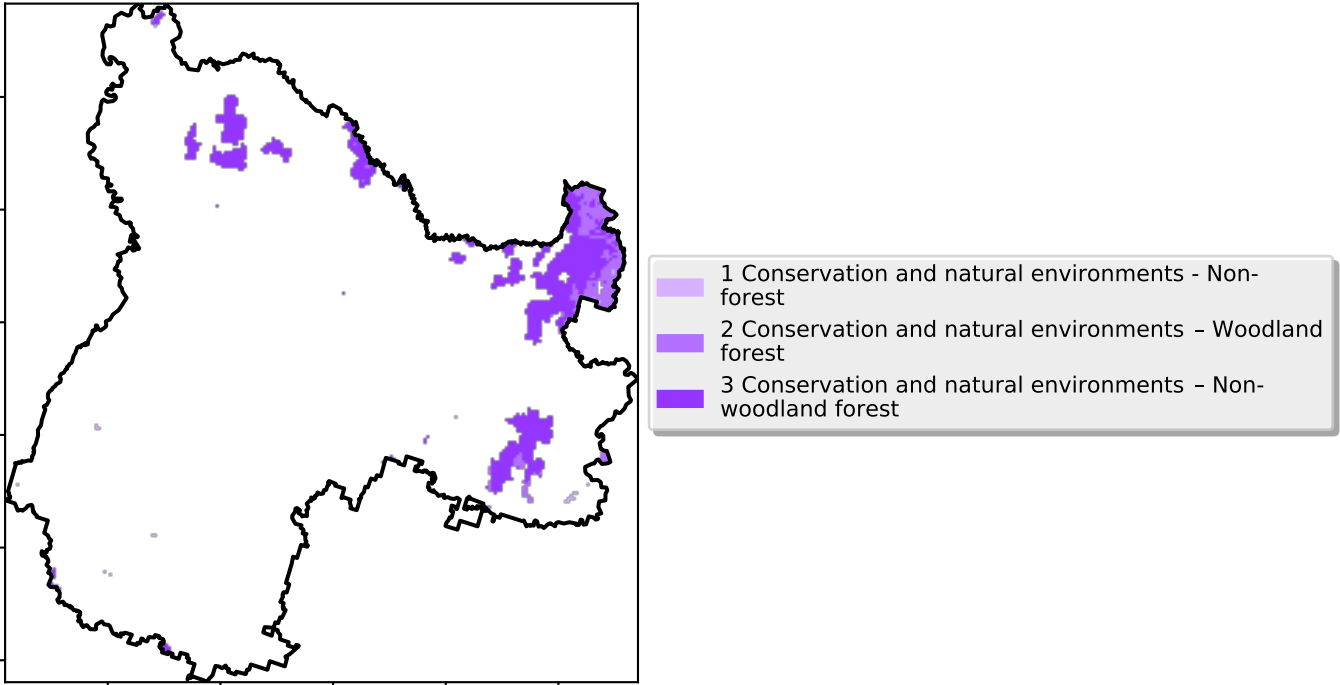 1 Conservation and natural environments - Non-
forest
2 Conservation and natural environments – Woodland
forest
3 Conservation and natural environments – Non-
woodland forest